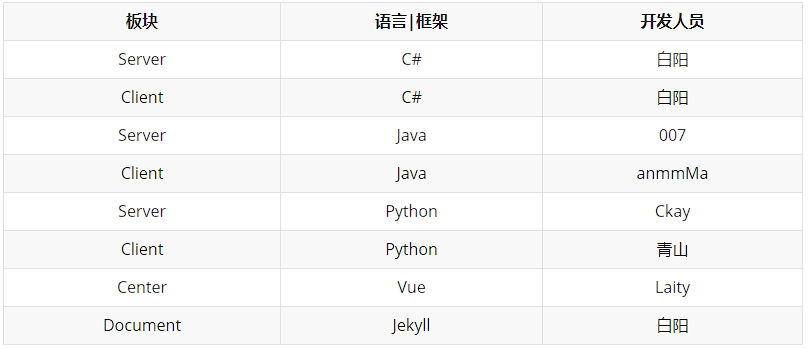 板块 语言|框架 开发人员
Server C# 白阳
Client C# 白阳
Server Java 007
Client Java anmmMa
Server Python Ckay
Client Python 青山
Center Vue Laity
Document Jekyll 白阳